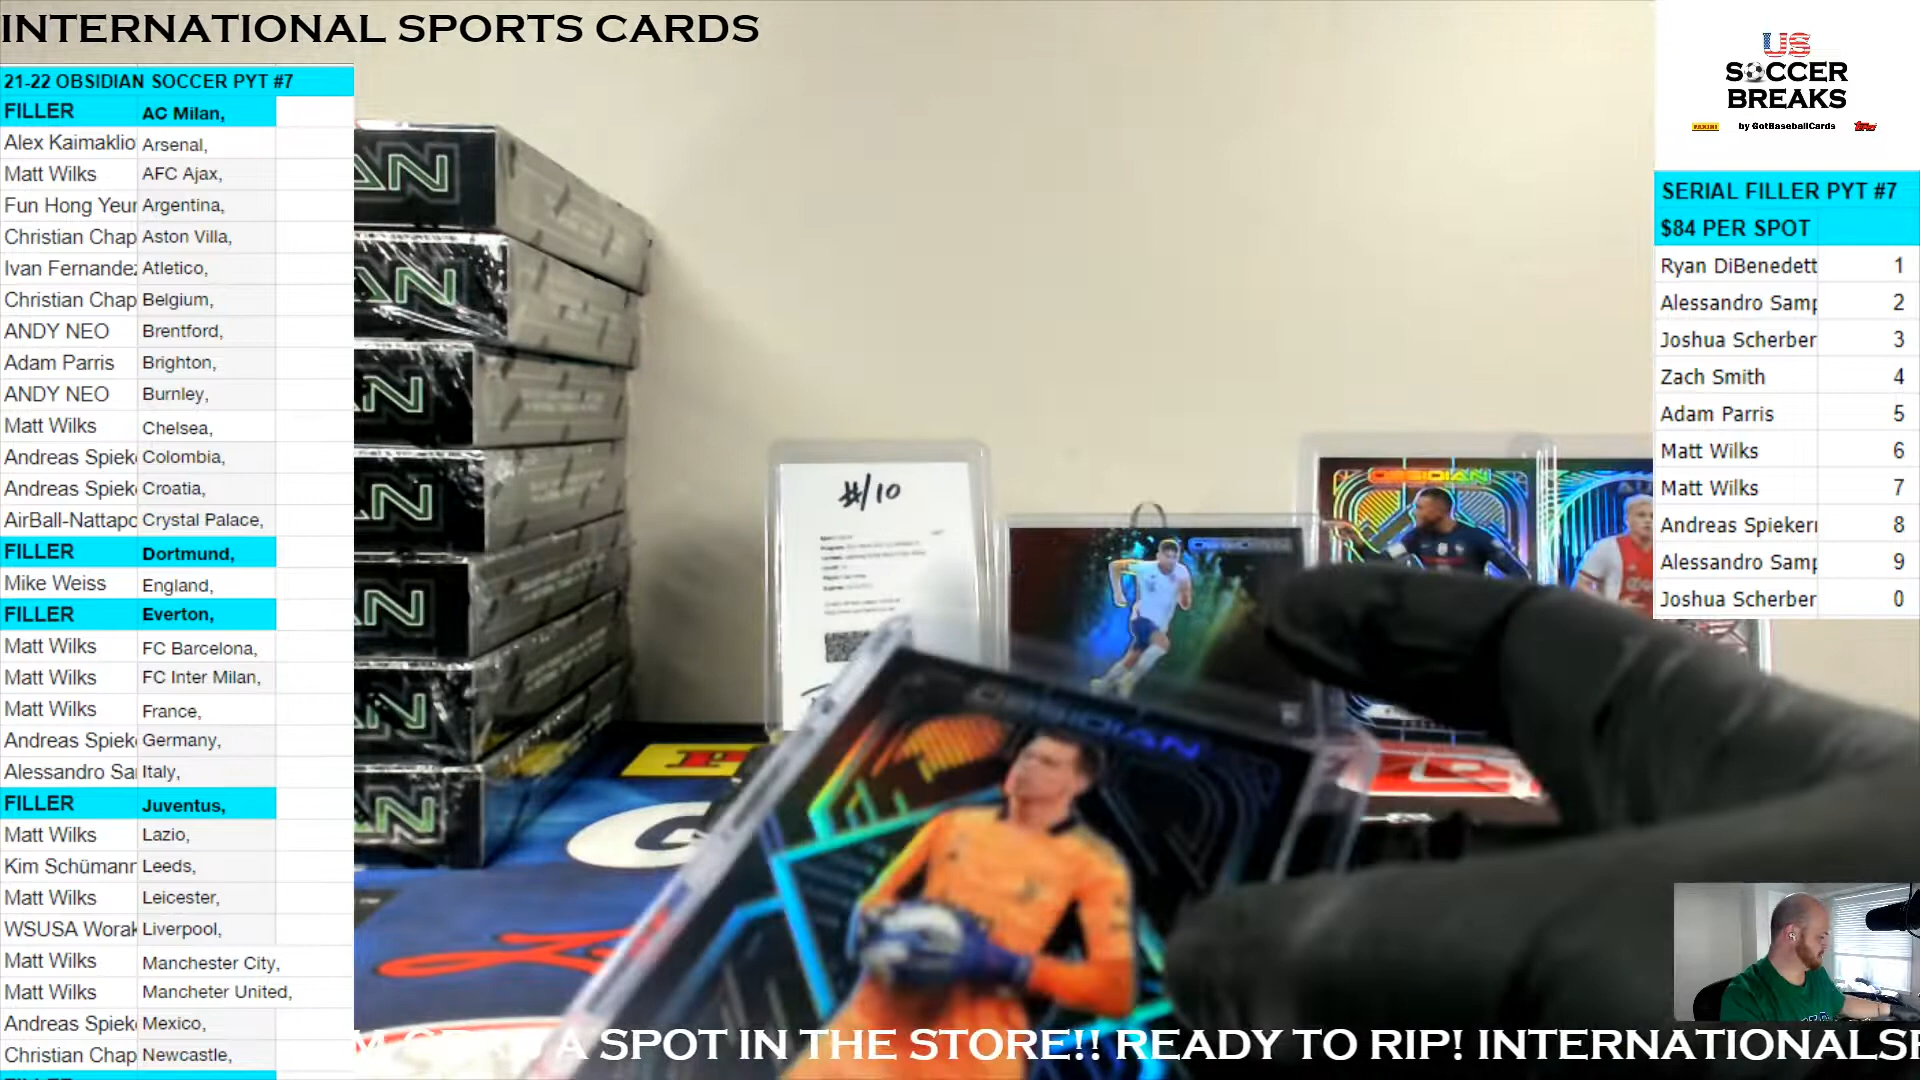 INTERNATIONAL SPORTS CARDS
21-22 OBSIDIAN SOCCER PYT #7
FILLER AC Milan,
Alex Kaimaklio Arsenal,
Matt Wilks AFC Ajax,
Fun Hong Yeur Argentina,
Christian Chap Aston Villa,
Ivan Fernandez Atletico,
Christian Chap Belgium,
ANDY NEO Brentford,
Adam Parris Brighton,
ANDY NEO Burnley,
Matt Wilks Chelsea,
Andreas Spiek Colombia,
Andreas Spiek Croatia,
AirBall-Nattapo Crystal Palace,
FILLER Dortmund,
Mike Weiss England,
FILLER Everton,
Matt Wilks FC Barcelona,
Matt Wilks FC Inter Milan,
Matt Wilks France,
Andreas Spiek Germany,
Alessandro Sa Italy,
FILLER Juventus,
Matt Wilks Lazio,
Kim Schümann Leeds,
Matt Wilks Leicester,
WSUSA Worak Liverpool,
Matt Wilks Manchester City,
Matt Wilks Mancheter United,
Andreas Spiek Mexico,
Christian Chap Newcastle,
US
SOCCER
BREAKS
PANINI by GotBaseballCards Topps
SERIAL FILLER PYT #7
$84 PER SPOT
Ryan DiBenedett 1
Alessandro Samp 2
Joshua Scherber 3
Zach Smith 4
Adam Parris 5
Matt Wilks 6
Matt Wilks 7
Andreas Spiekerr 8
Alessandro Samp 9
Joshua Scherber 0
#/10
OBSIDIAN
OBSIDIAN
A SPOT IN THE STORE!! READY TO RIP! INTERNATIONALS